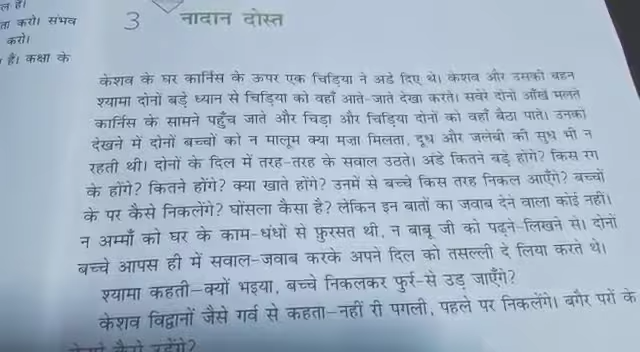 ल है।
ता करो। संभव
करो।
है। कक्षा के
3 नादान दोस्त
केशव के घर कार्निस के ऊपर एक चिड़िया ने अंडे दिए थे। केशव और उसकी बहन
श्यामा दोनों बड़े ध्यान से चिड़िया को वहाँ आते-जाते देखा करते। सवेरे दोनों आँखें मलते
कार्निस के सामने पहुँच जाते और चिड़ा और चिड़िया दोनों को वहाँ बैठा पाते। उनको
देखने में दोनों बच्चों को न मालूम क्या मज़ा मिलता, दूध और जलेबी की सुध भी न
रहती थी। दोनों के दिल में तरह-तरह के सवाल उठते। अंडे कितने बड़े होंगे? किस रंग
के होंगे? कितने होंगे? क्या खाते होंगे? उनमें से बच्चे किस तरह निकल आएँगे? बच्चों
के पर कैसे निकलेंगे? घोंसला कैसा है? लेकिन इन बातों का जवाब देने वाला कोई नहीं।
न अम्माँ को घर के काम-धंधों से फ़ुरसत थी, न बाबू जी को पढ़ने-लिखने से। दोनों
बच्चे आपस ही में सवाल-जवाब करके अपने दिल को तसल्ली दे लिया करते थे।
श्यामा कहती-क्यों भइया, बच्चे निकलकर फुर्र-से उड़ जाएँगे?
केशव विद्वानों जैसे गर्व से कहता-नहीं री पगली, पहले पर निकलेंगे। बगैर परों के